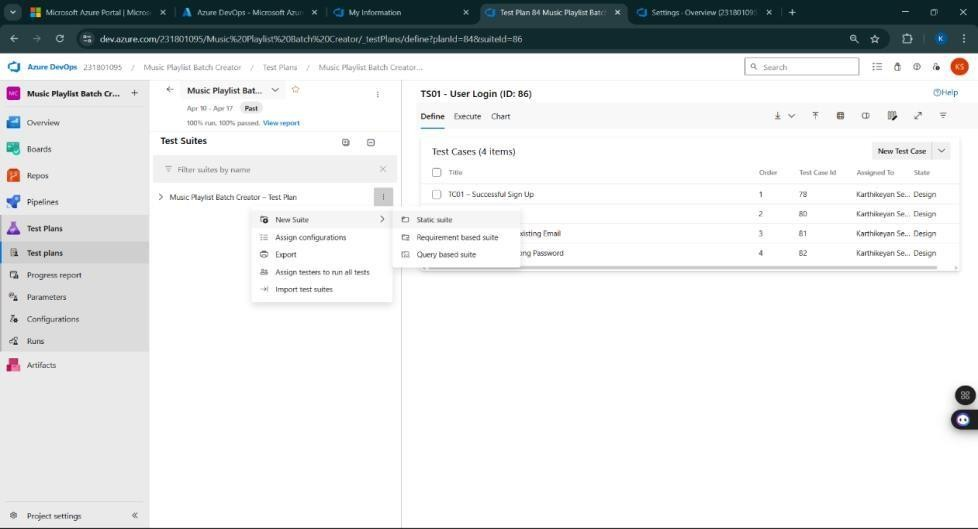 Microsoft Azure Portal | Micros
Azure DevOps - Microsoft Azur
My Information
Test Plan 84 Music Playlist Batch
Settings · Overview (231801095
dev.azure.com/231801095/Music%20Playlist%20Batch%20Creator/_testPlans/define?planId=84&suiteId=86
K
Azure DevOps 231801095 / Music Playlist Batch Creator / Test Plans / Music Playlist Batch Creator...
Search
KS
Music Playlist Batch Cr...
Overview
Boards
Repos
Pipelines
Test Plans
Test plans
Progress report
Parameters
Configurations
Runs
Artifacts
Project settings
Music Playlist Bat...
Apr 10 - Apr 17 Past
100% run, 100% passed. View report
Test Suites
Filter suites by name
Music Playlist Batch Creator – Test Plan
New Suite
Assign configurations
Export
Assign testers to run all tests
Import test suites
Static suite
Requirement based suite
Query based suite
TS01 - User Login (ID: 86)
Help
Define Execute Chart
Test Cases (4 items)
New Test Case
Title Order Test Case Id Assigned To State
TC01 – Successful Sign Up 1 78 Karthikeyan Se... Design
2 80 Karthikeyan Se... Design
xisting Email 3 81 Karthikeyan Se... Design
ong Password 4 82 Karthikeyan Se... Design